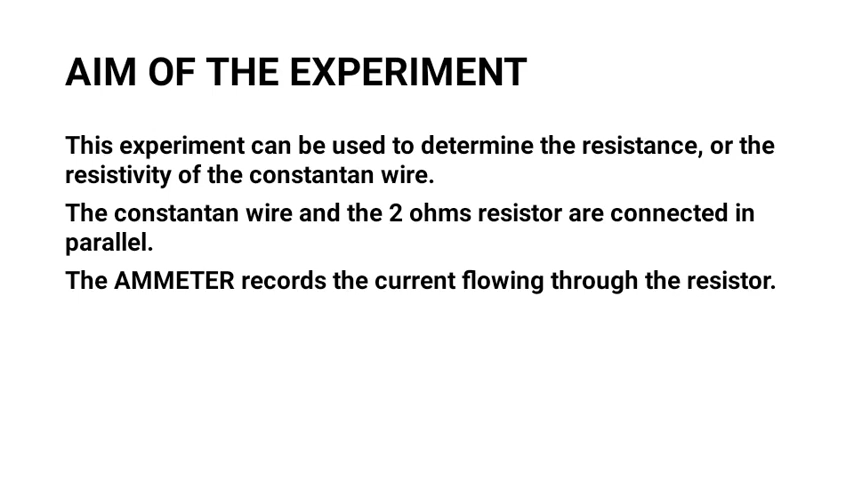 AIM OF THE EXPERIMENT
This experiment can be used to determine the resistance, or the
resistivity of the constantan wire.
The constantan wire and the 2 ohms resistor are connected in
parallel.
The AMMETER records the current flowing through the resistor.